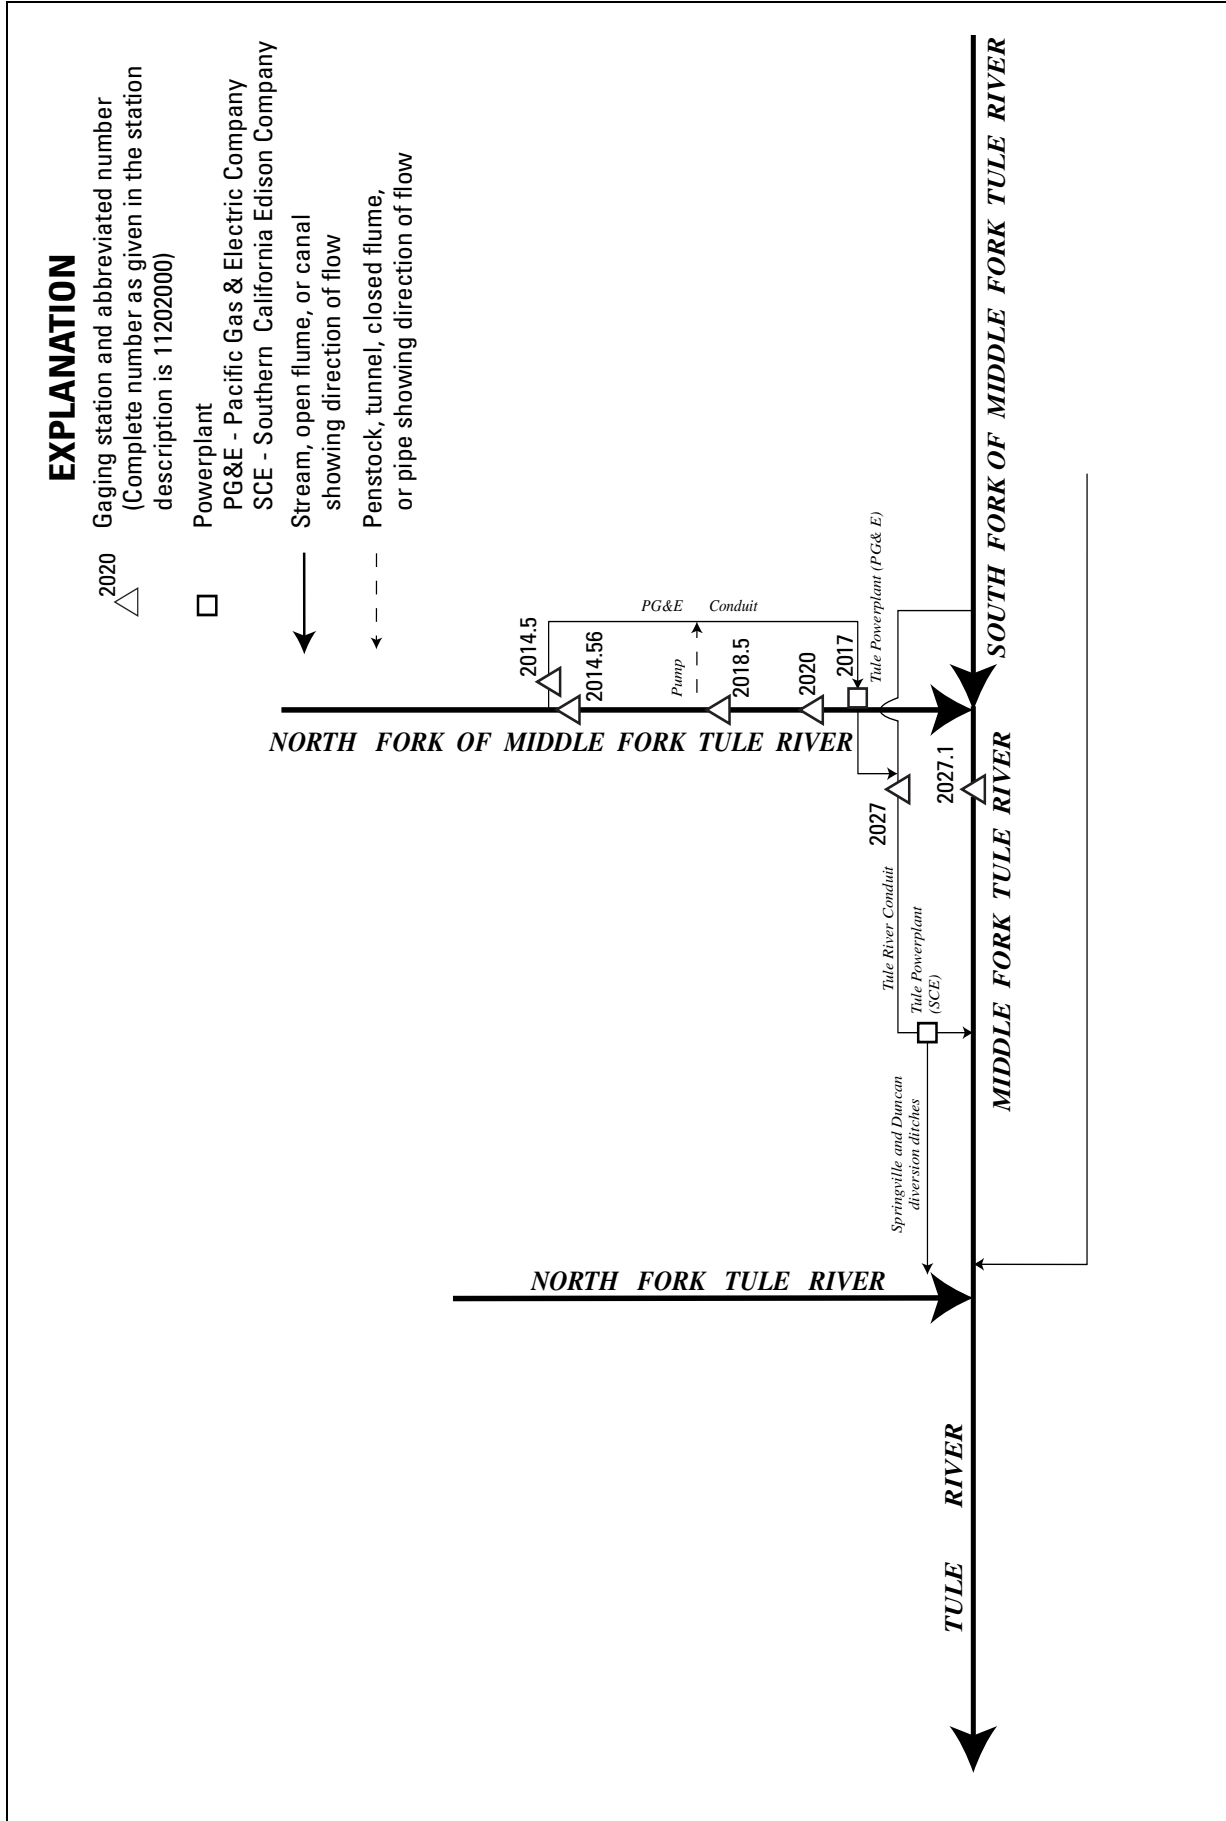 EXPLANATION
2020
Gaging station and abbreviated number
(Complete number as given in the station
description is 11202000)
Powerplant
PG&E - Pacific Gas & Electric Company
SCE - Southern California Edison Company
Stream, open flume, or canal
showing direction of flow
Penstock, tunnel, closed flume,
or pipe showing direction of flow
PG&E Conduit
2014.5
2014.56
Pump
2018.5
2020
2017
Tule Powerplant (PG& E)
NORTH FORK OF MIDDLE FORK TULE RIVER
SOUTH FORK OF MIDDLE FORK TULE RIVER
2027
2027.1
Tule River Conduit
Tule Powerplant
(SCE)
MIDDLE FORK TULE RIVER
Springville and Duncan
diversion ditches
NORTH FORK TULE RIVER
TULE RIVER